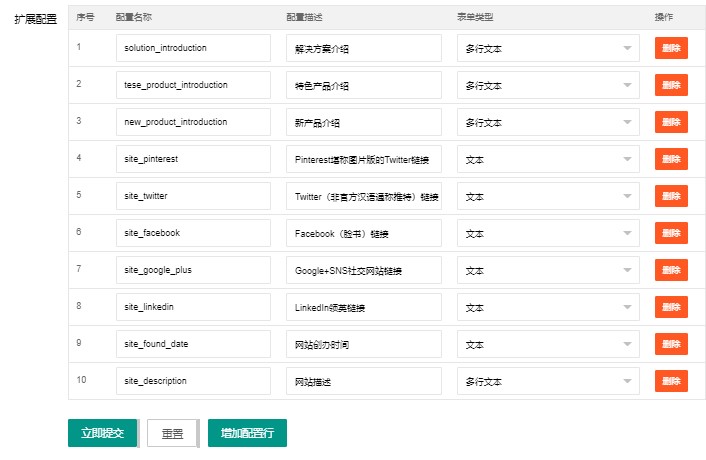 扩展配置
序号 配置名称 配置描述 表单类型 操作
1 solution_introduction 解决方案介绍 多行文本 删除
2 tese_product_introduction 特色产品介绍 多行文本 删除
3 new_product_introduction 新产品介绍 多行文本 删除
4 site_pinterest Pinterest堪称图片版的Twitter链接 文本 删除
5 site_twitter Twitter（非官方汉语通称推特）链接 文本 删除
6 site_facebook Facebook（脸书）链接 文本 删除
7 site_google_plus Google+SNS社交网站链接 文本 删除
8 site_linkedin LinkedIn领英链接 文本 删除
9 site_found_date 网站创办时间 文本 删除
10 site_description 网站描述 多行文本 删除
立即提交 重置 增加配置行